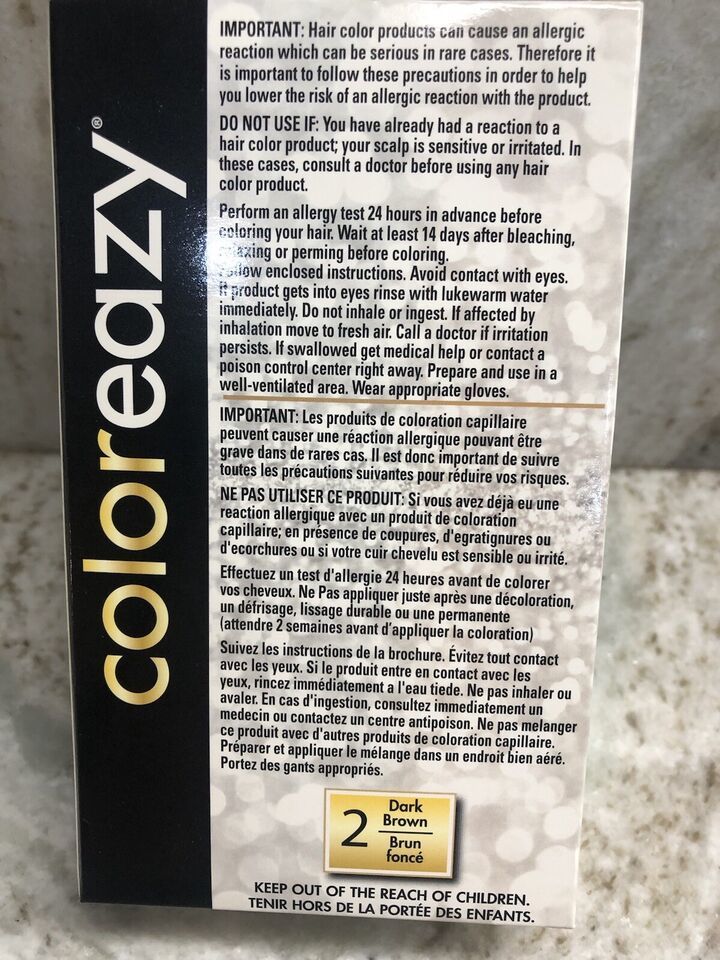 coloreazy®
IMPORTANT: Hair color products can cause an allergic
reaction which can be serious in rare cases. Therefore it
is important to follow these precautions in order to help
you lower the risk of an allergic reaction with the product.
DO NOT USE IF: You have already had a reaction to a
hair color product; your scalp is sensitive or irritated. In
these cases, consult a doctor before using any hair
color product.
Perform an allergy test 24 hours in advance before
coloring your hair. Wait at least 14 days after bleaching,
or perming before coloring.
enclosed instructions. Avoid contact with eyes.
If product gets into eyes rinse with lukewarm water
immediately. Do not inhale or ingest. If affected by
inhalation move to fresh air. Call a doctor if irritation
persists. If swallowed get medical help or contact a
poison control center right away. Prepare and use in a
well-ventilated area. Wear appropriate gloves.
IMPORTANT: Les produits de coloration capillaire
peuvent causer une réaction allergique pouvant être
grave dans de rares cas. Il est donc important de suivre
toutes les précautions suivantes pour réduire vos risques.
NE PAS UTILISER CE PRODUIT: Si vous avez déjà eu une
reaction allergique avec un produit de coloration
capillaire; en présence de coupures, d'egratignures ou
d'ecorchures ou si votre cuir chevelu est sensible ou irrité.
Effectuez un test d'allergie 24 heures avant de colorer
vos cheveux. Ne Pas appliquer juste après une décoloration,
un défrisage, lissage durable ou une permanente
(attendre 2 semaines avant d'appliquer la coloration)
Suivez les instructions de la brochure. Évitez tout contact
avec les yeux. Si le produit entre en contact avec les
yeux, rincez immédiatement a l'eau tiede. Ne pas inhaler ou
avaler. En cas d'ingestion, consultez immediatement un
medecin ou contactez un centre antipoison. Ne pas melanger
ce produit avec d'autres produits de coloration capillaire.
Préparer et appliquer le mélange dans un endroit bien aéré.
Portez des gants appropriés.
2
Dark
Brown
Brun
foncé
KEEP OUT OF THE REACH OF CHILDREN.
TENIR HORS DE LA PORTÉE DES ENFANTS.